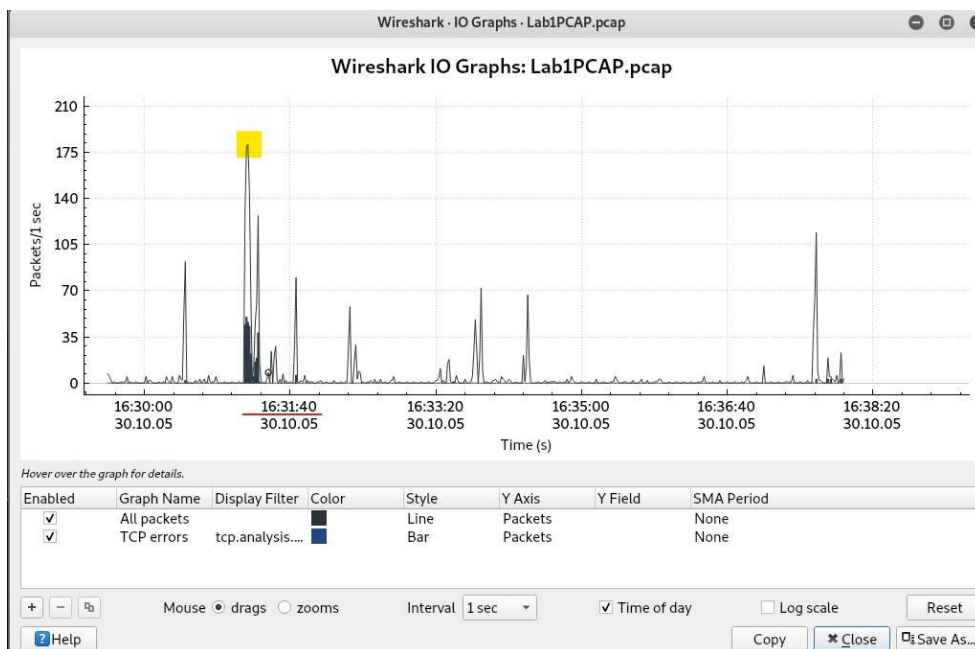 Wireshark · IO Graphs · Lab1PCAP.pcap
Wireshark IO Graphs: Lab1PCAP.pcap
Packets/1 sec
210
175
140
105
70
35
0
16:30:00 16:31:40 16:33:20 16:35:00 16:36:40 16:38:20
30.10.05 30.10.05 30.10.05 30.10.05 30.10.05 30.10.05
Time (s)
Hover over the graph for details.
Enabled Graph Name Display Filter Color Style Y Axis Y Field SMA Period
All packets Line Packets None
TCP errors tcp.analysis.... Bar Packets None
Mouse drags zooms Interval 1 sec Time of day Log scale Reset
Help Copy Close Save As...